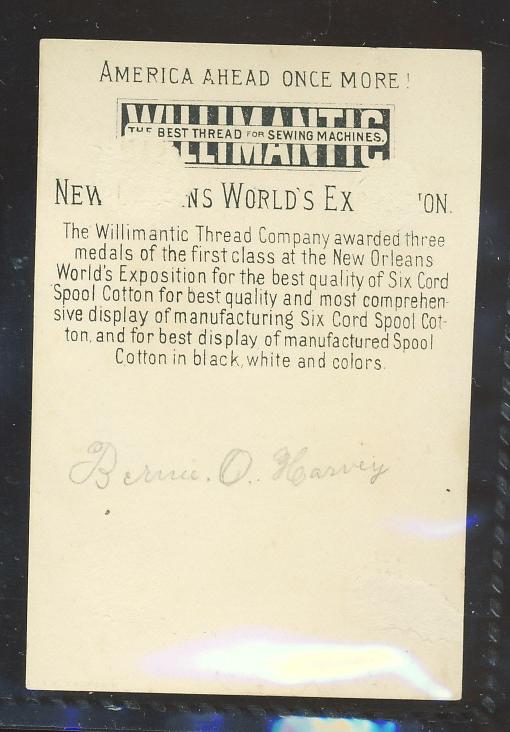 AMERICA AHEAD ONCE MORE!
WILLIMANTIC
THE BEST THREAD FOR SEWING MACHINES.
WILLIMANTIC
NEW NS WORLD'S EX ON.
The Willimantic Thread Company awarded three
medals of the first class at the New Orleans
World's Exposition for the best quality of Six Cord
Spool Cotton for best quality and most comprehen-
sive display of manufacturing Six Cord Spool Cot-
ton, and for best display of manufactured Spool
Cotton in black, white and colors.
Bernie. O. Harvey